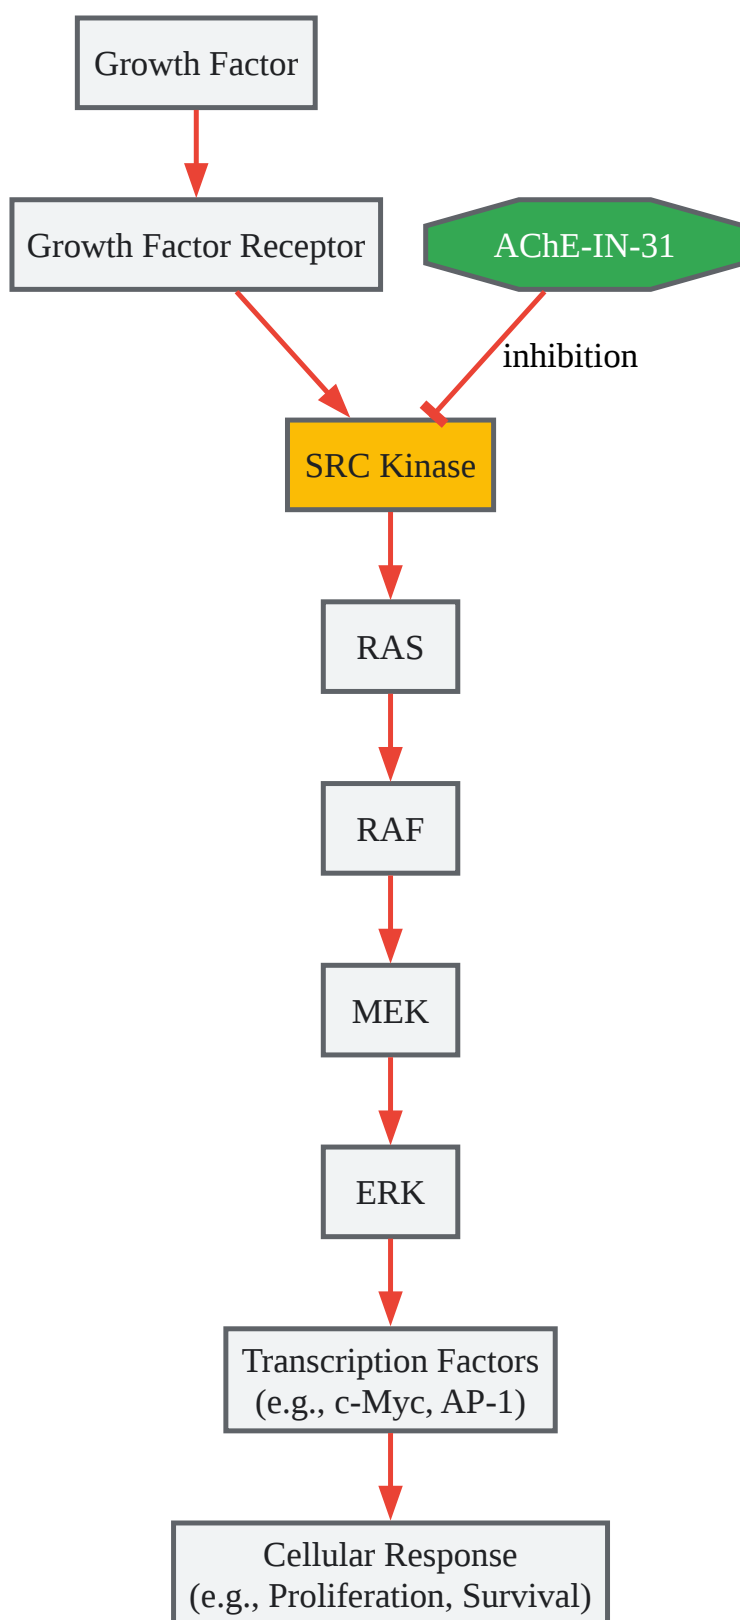 Growth Factor
Growth Factor Receptor
AChE-IN-31
inhibition
SRC Kinase
RAS
RAF
MEK
ERK
Transcription Factors
(e.g., c-Myc, AP-1)
Cellular Response
(e.g., Proliferation, Survival)